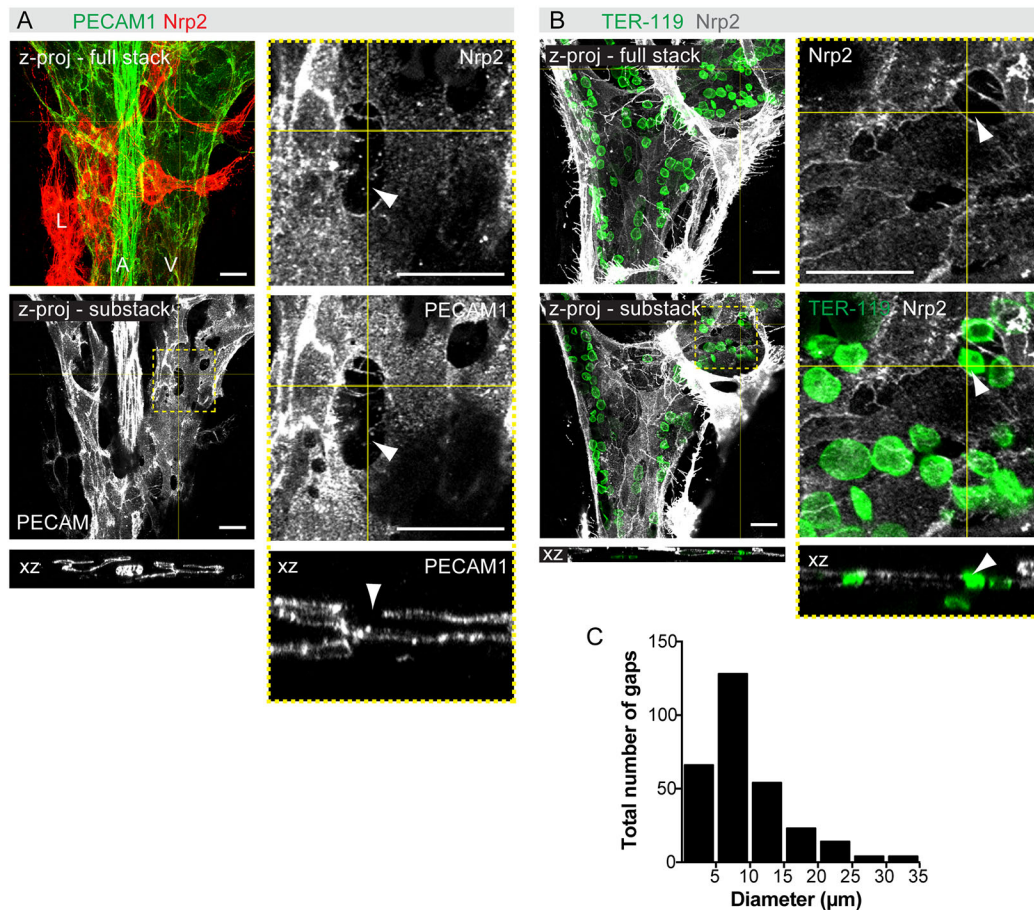 A
PECAM1 Nrp2
z-proj - full stack
L
A
V
Nrp2
z-proj - substack
PECAM
PECAM1
xz
xz
PECAM1
B
TER-119 Nrp2
z-proj - full stack
Nrp2
z-proj - substack
TER-119 Nrp2
xz
xz
C
Total number of gaps
150
100
50
0
5 10 15 20 25 30 35
Diameter (µm)